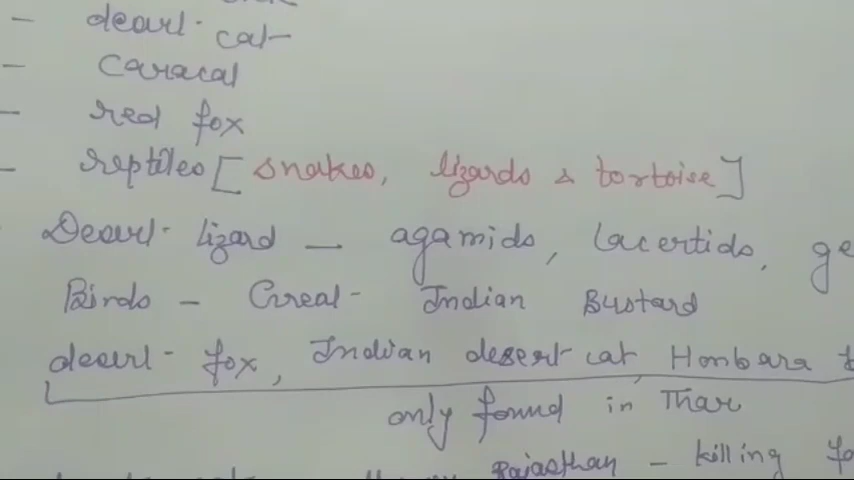 - desert cat
- caracal
- red fox
- reptiles [snakes, lizards & tortoise]
Desert lizard — agamids, lacertids,
Birds - Great Indian Bustard
desert fox, Indian desert cat, Honbara
only found in Thar
Rajasthan - killing